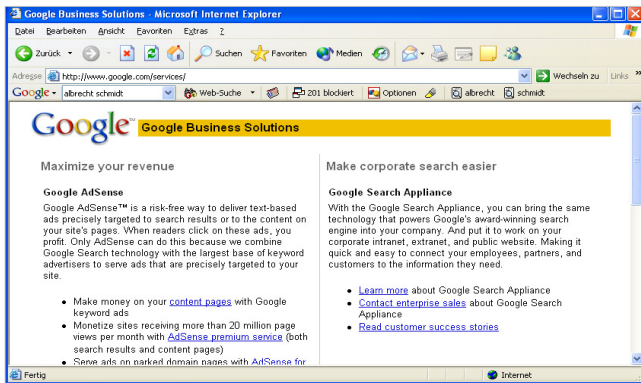 Google Business Solutions - Microsoft Internet Explorer
Datei Bearbeiten Ansicht Favoriten Extras ?
Zurück Suchen Favoriten Medien
Adresse http://www.google.com/services/ Wechseln zu Links »
Google albrecht schmidt Web-Suche 201 blockiert Optionen albrecht schmidt
Google™ Google Business Solutions
Maximize your revenue
Google AdSense
Google AdSense™ is a risk-free way to deliver text-based
ads precisely targeted to search results or to the content on
your site's pages. When readers click on these ads, you
profit. Only AdSense can do this because we combine
Google Search technology with the largest base of keyword
advertisers to serve ads that are precisely targeted to your
site.
• Make money on your content pages with Google
keyword ads
• Monetize sites receiving more than 20 million page
views per month with AdSense premium service (both
search results and content pages)
• Serve ads on parked domain pages with AdSense for
Make corporate search easier
Google Search Appliance
With the Google Search Appliance, you can bring the same
technology that powers Google's award-winning search
engine into your company. And put it to work on your
corporate intranet, extranet, and public website. Making it
quick and easy to connect your employees, partners, and
customers to the information they need.
• Learn more about Google Search Appliance
• Contact enterprise sales about Google Search
Appliance
• Read customer success stories
Fertig Internet